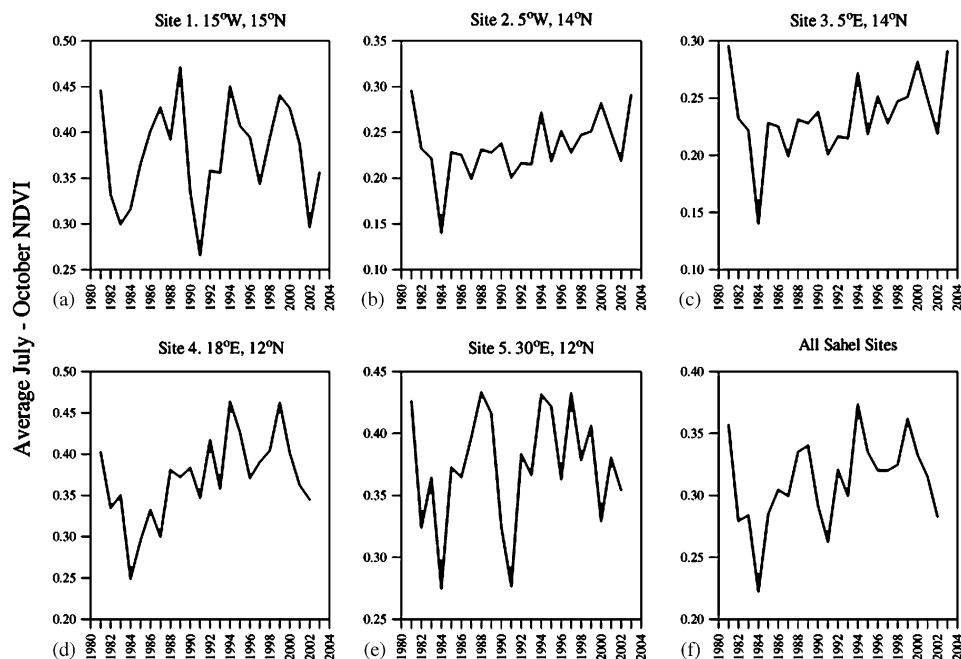 Average July - October NDVI
Site 1. 15°W, 15°N
0.50
0.45
0.40
0.35
0.30
0.25
(a)
1980 1982 1984 1986 1988 1990 1992 1994 1996 1998 2000 2002 2004
Site 2. 5°W, 14°N
0.35
0.30
0.25
0.20
0.15
0.10
(b)
1980 1982 1984 1986 1988 1990 1992 1994 1996 1998 2000 2002 2004
Site 3. 5°E, 14°N
0.30
0.25
0.20
0.15
0.10
(c)
1980 1982 1984 1986 1988 1990 1992 1994 1996 1998 2000 2002 2004
Site 4. 18°E, 12°N
0.50
0.45
0.40
0.35
0.30
0.25
0.20
(d)
1980 1982 1984 1986 1988 1990 1992 1994 1996 1998 2000 2002 2004
Site 5. 30°E, 12°N
0.45
0.40
0.35
0.30
0.25
(e)
1980 1982 1984 1986 1988 1990 1992 1994 1996 1998 2000 2002 2004
All Sahel Sites
0.40
0.35
0.30
0.25
0.20
(f)
1980 1982 1984 1986 1988 1990 1992 1994 1996 1998 2000 2002 2004